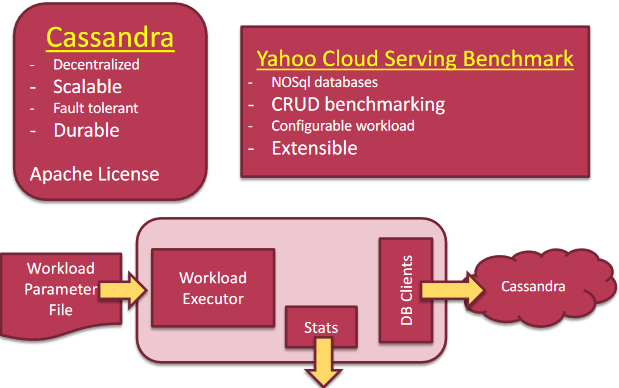 Cassandra
- Decentralized
- Scalable
- Fault tolerant
- Durable
Apache License
Yahoo Cloud Serving Benchmark
- NOSql databases
- CRUD benchmarking
- Configurable workload
- Extensible
Workload
Parameter
File
Workload
Executor
Stats
DB Clients
Cassandra